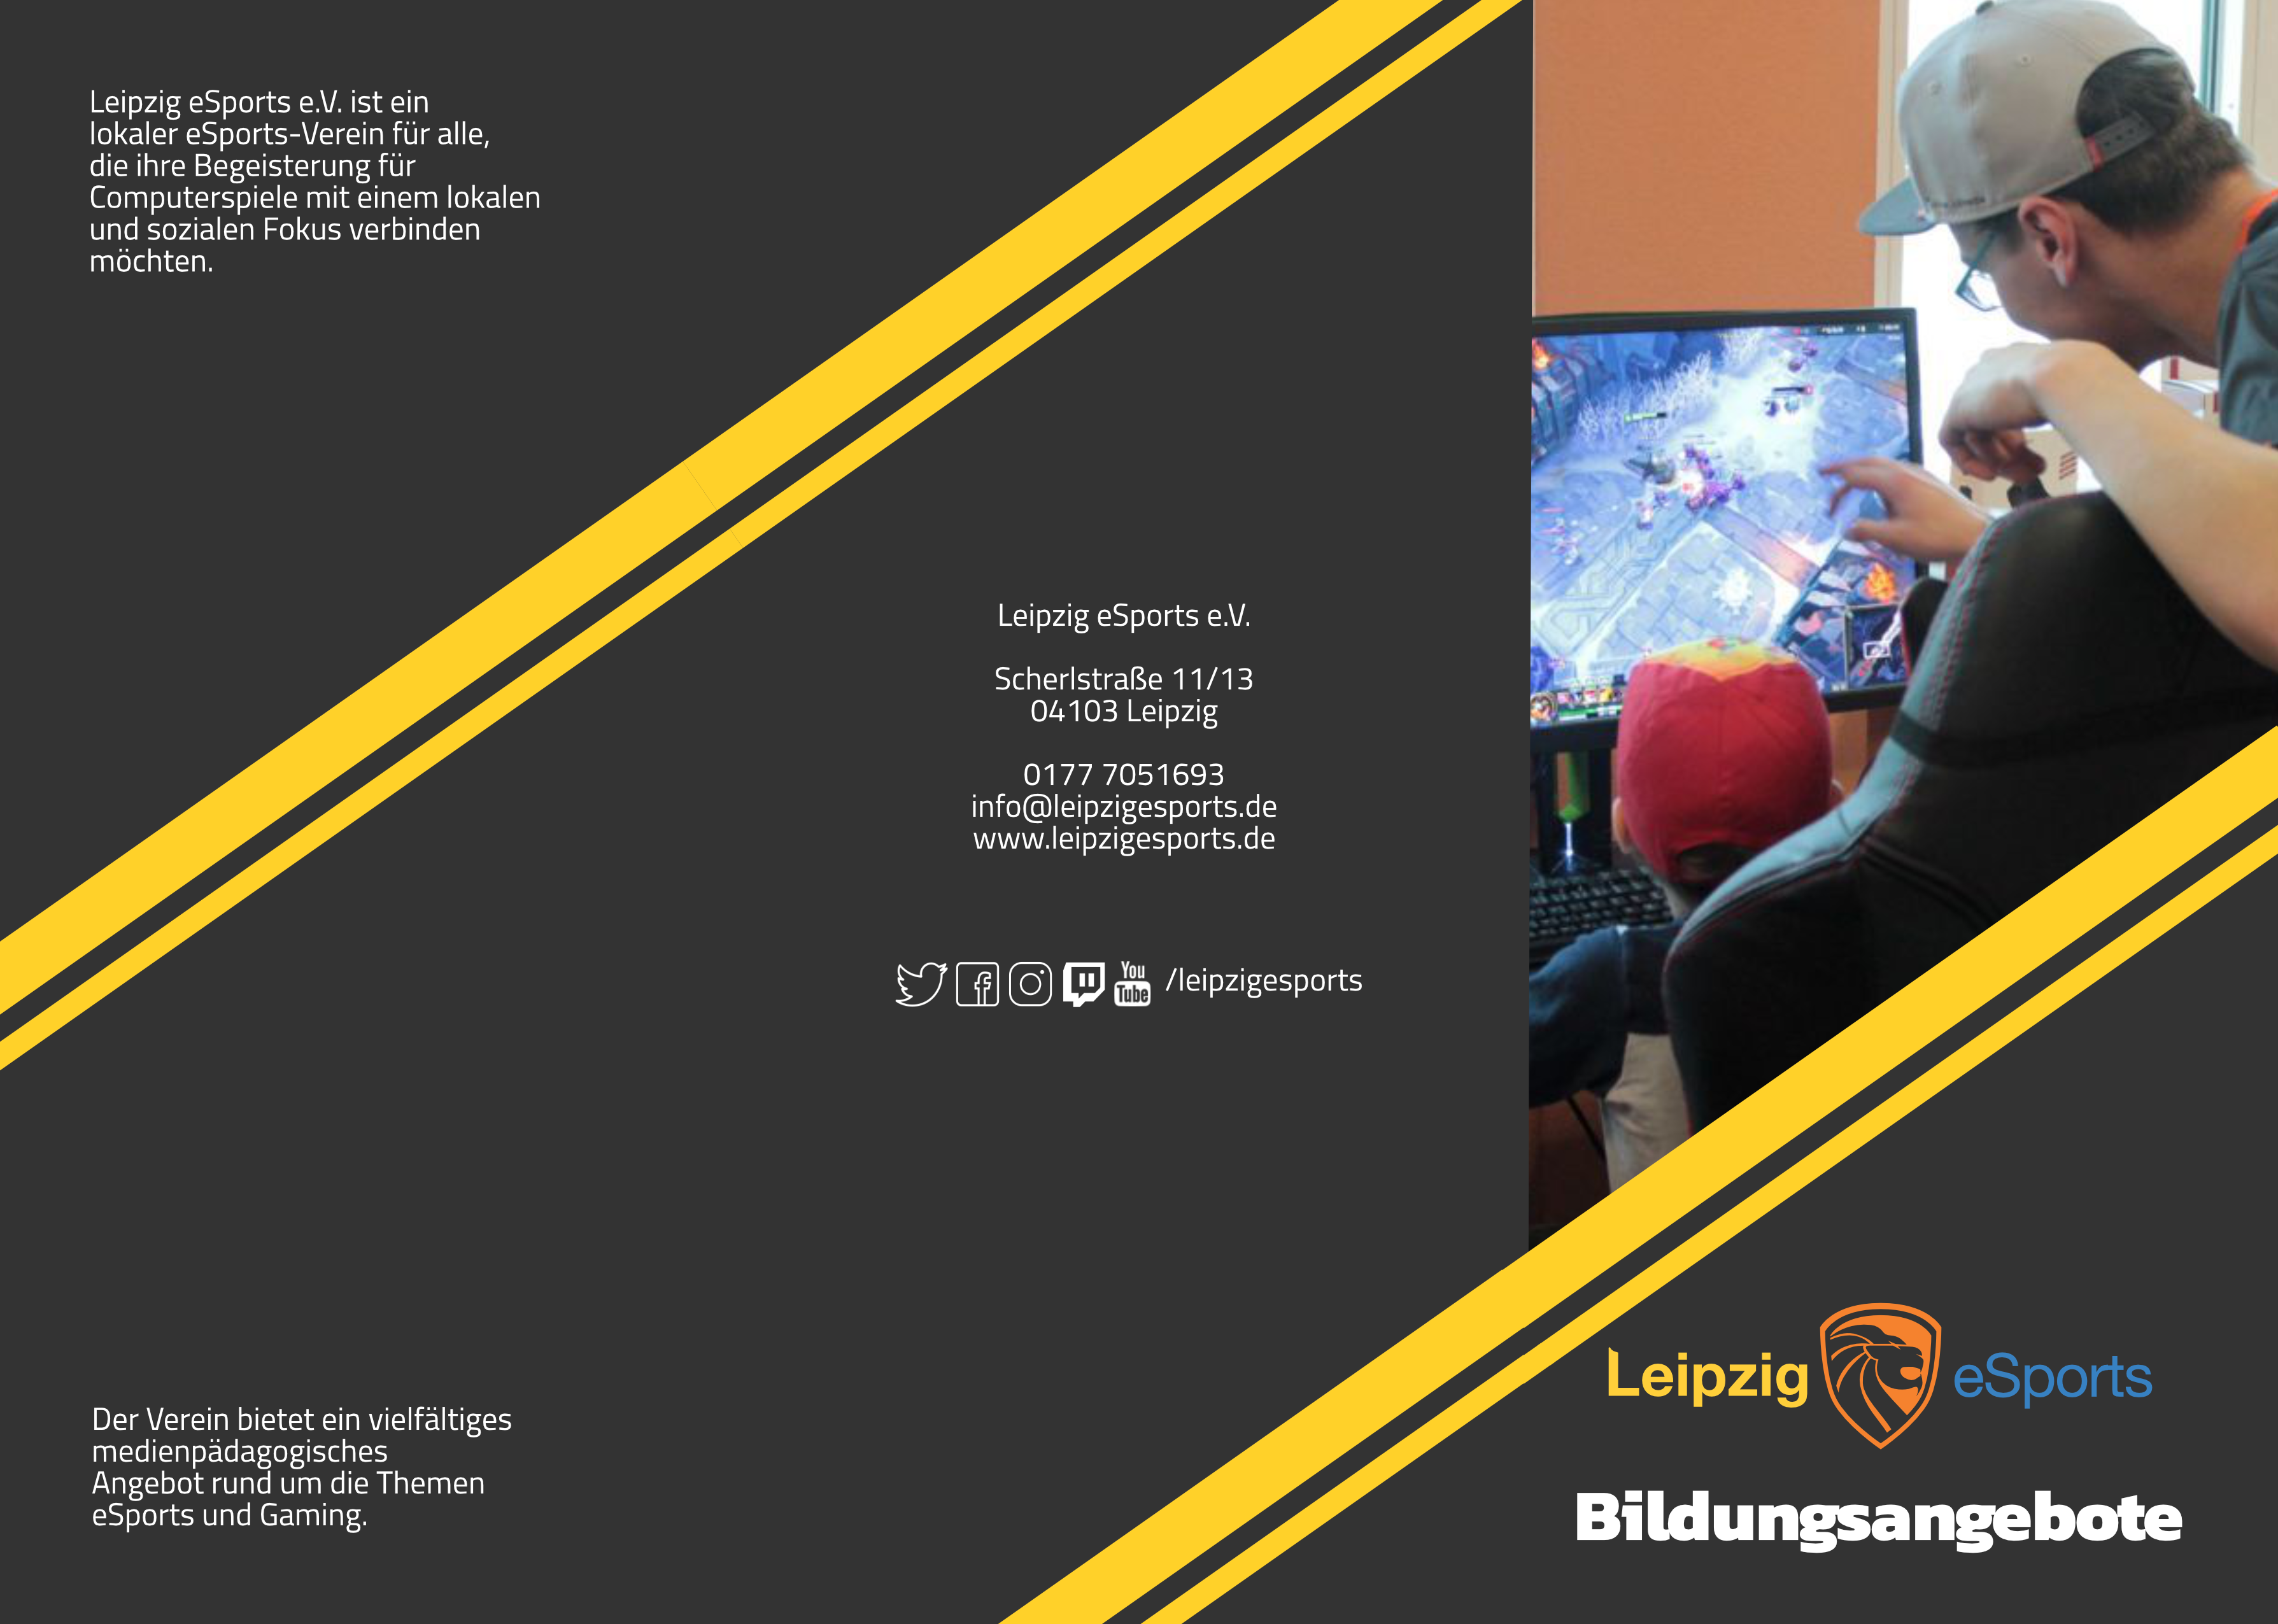 Leipzig eSports e.V. ist ein
lokaler eSports-Verein für alle,
die ihre Begeisterung für
Computerspiele mit einem lokalen
und sozialen Fokus verbinden
möchten.
Der Verein bietet ein vielfältiges
medienpädagogisches
Angebot rund um die Themen
eSports und Gaming.
Leipzig eSports e.V.
Scherlstraße 11/13
04103 Leipzig
0177 7051693
info@leipzigesports.de
www.leipzigesports.de
You Tube /leipzigesports
Leipzig eSports
Bildungsangebote